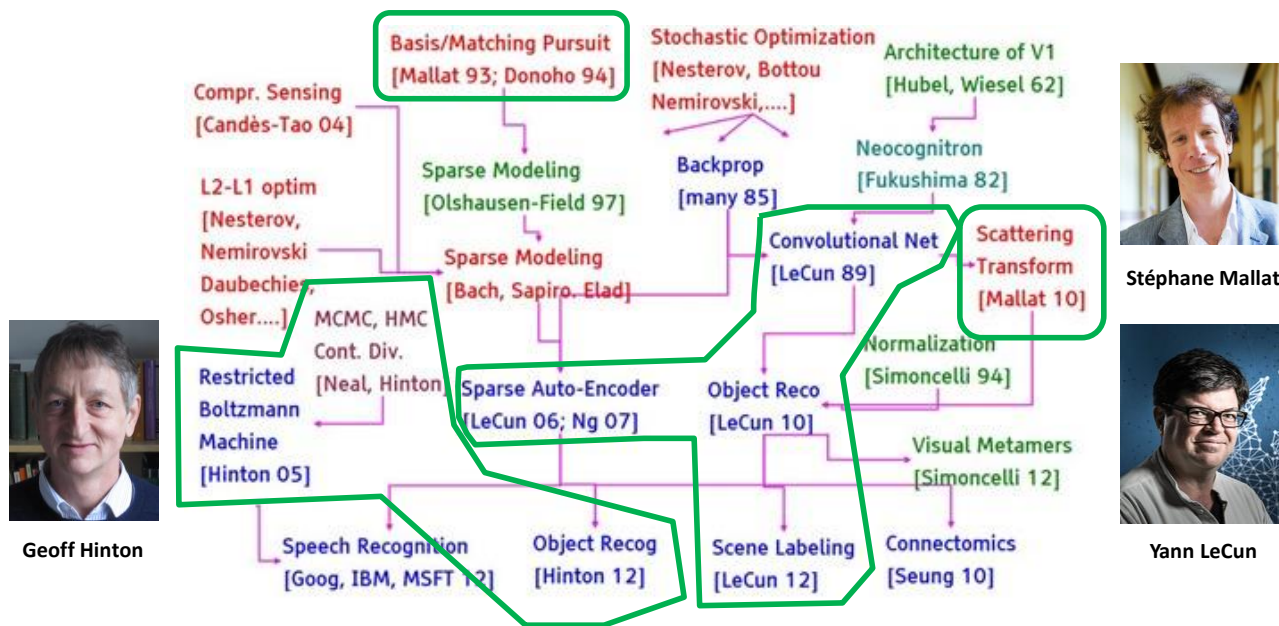 Basis/Matching Pursuit
[Mallat 93; Donoho 94]
Stochastic Optimization
[Nesterov, Bottou
Nemirovski,....]
Architecture of V1
[Hubel, Wiesel 62]
Compr. Sensing
[Candès-Tao 04]
Sparse Modeling
[Olshausen-Field 97]
Backprop
[many 85]
Neocognitron
[Fukushima 82]
L2-L1 optim
[Nesterov,
Nemirovski
Daubechies,
Osher....]
Sparse Modeling
[Bach, Sapiro. Elad]
Convolutional Net
[LeCun 89]
Scattering
Transform
[Mallat 10]
Stéphane Mallat
MCMC, HMC
Cont. Div.
[Neal, Hinton]
Normalization
[Simoncelli 94]
Restricted
Boltzmann
Machine
[Hinton 05]
Sparse Auto-Encoder
[LeCun 06; Ng 07]
Object Reco
[LeCun 10]
Visual Metamers
[Simoncelli 12]
Geoff Hinton
Speech Recognition
[Goog, IBM, MSFT 12]
Object Recog
[Hinton 12]
Scene Labeling
[LeCun 12]
Connectomics
[Seung 10]
Yann LeCun